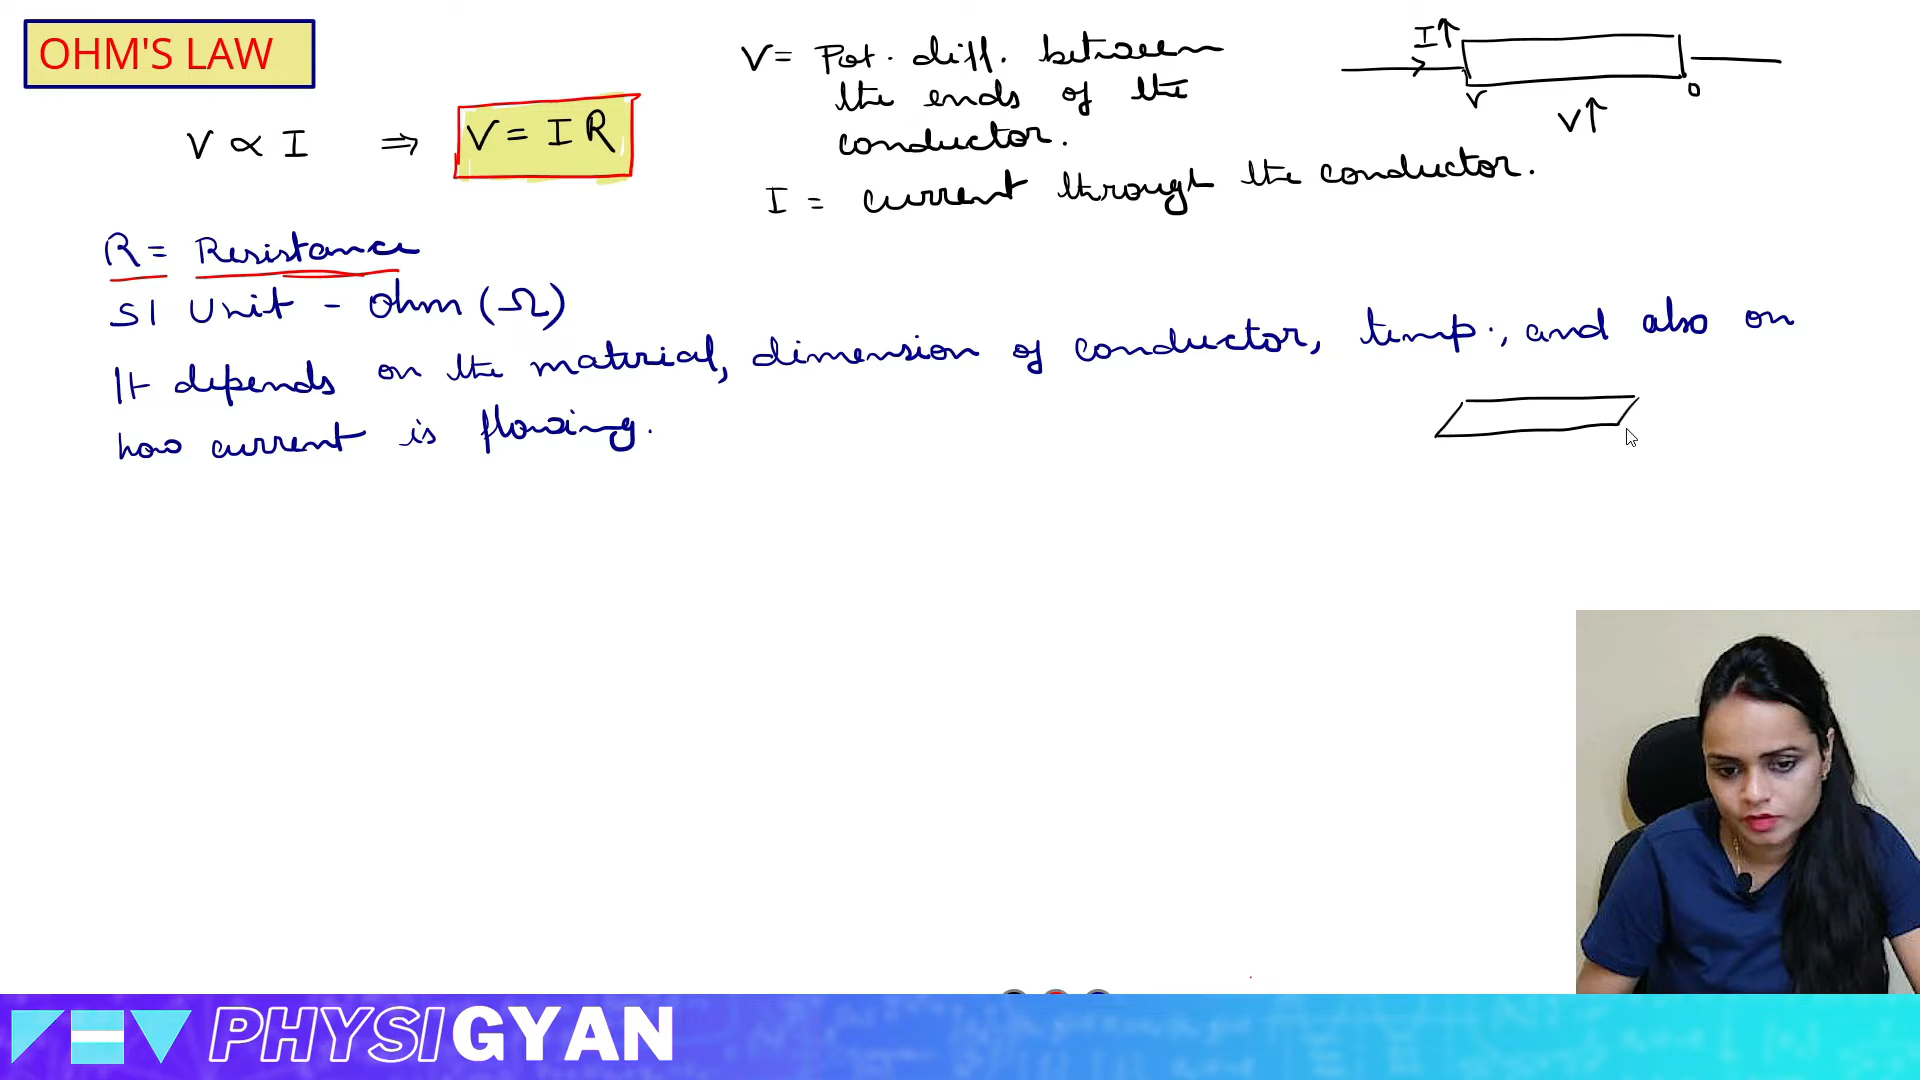 OHM'S LAW
V ∝ I ⇒ V = I R
V = Pot. diff. between
the ends of the
conductor.
I = current through the conductor.
I↑
V
0
V↑
R = Resistance
SI Unit - Ohm (Ω)
It depends on the material, dimension of conductor, temp., and also on
how current is flowing.
PHYSIGYAN